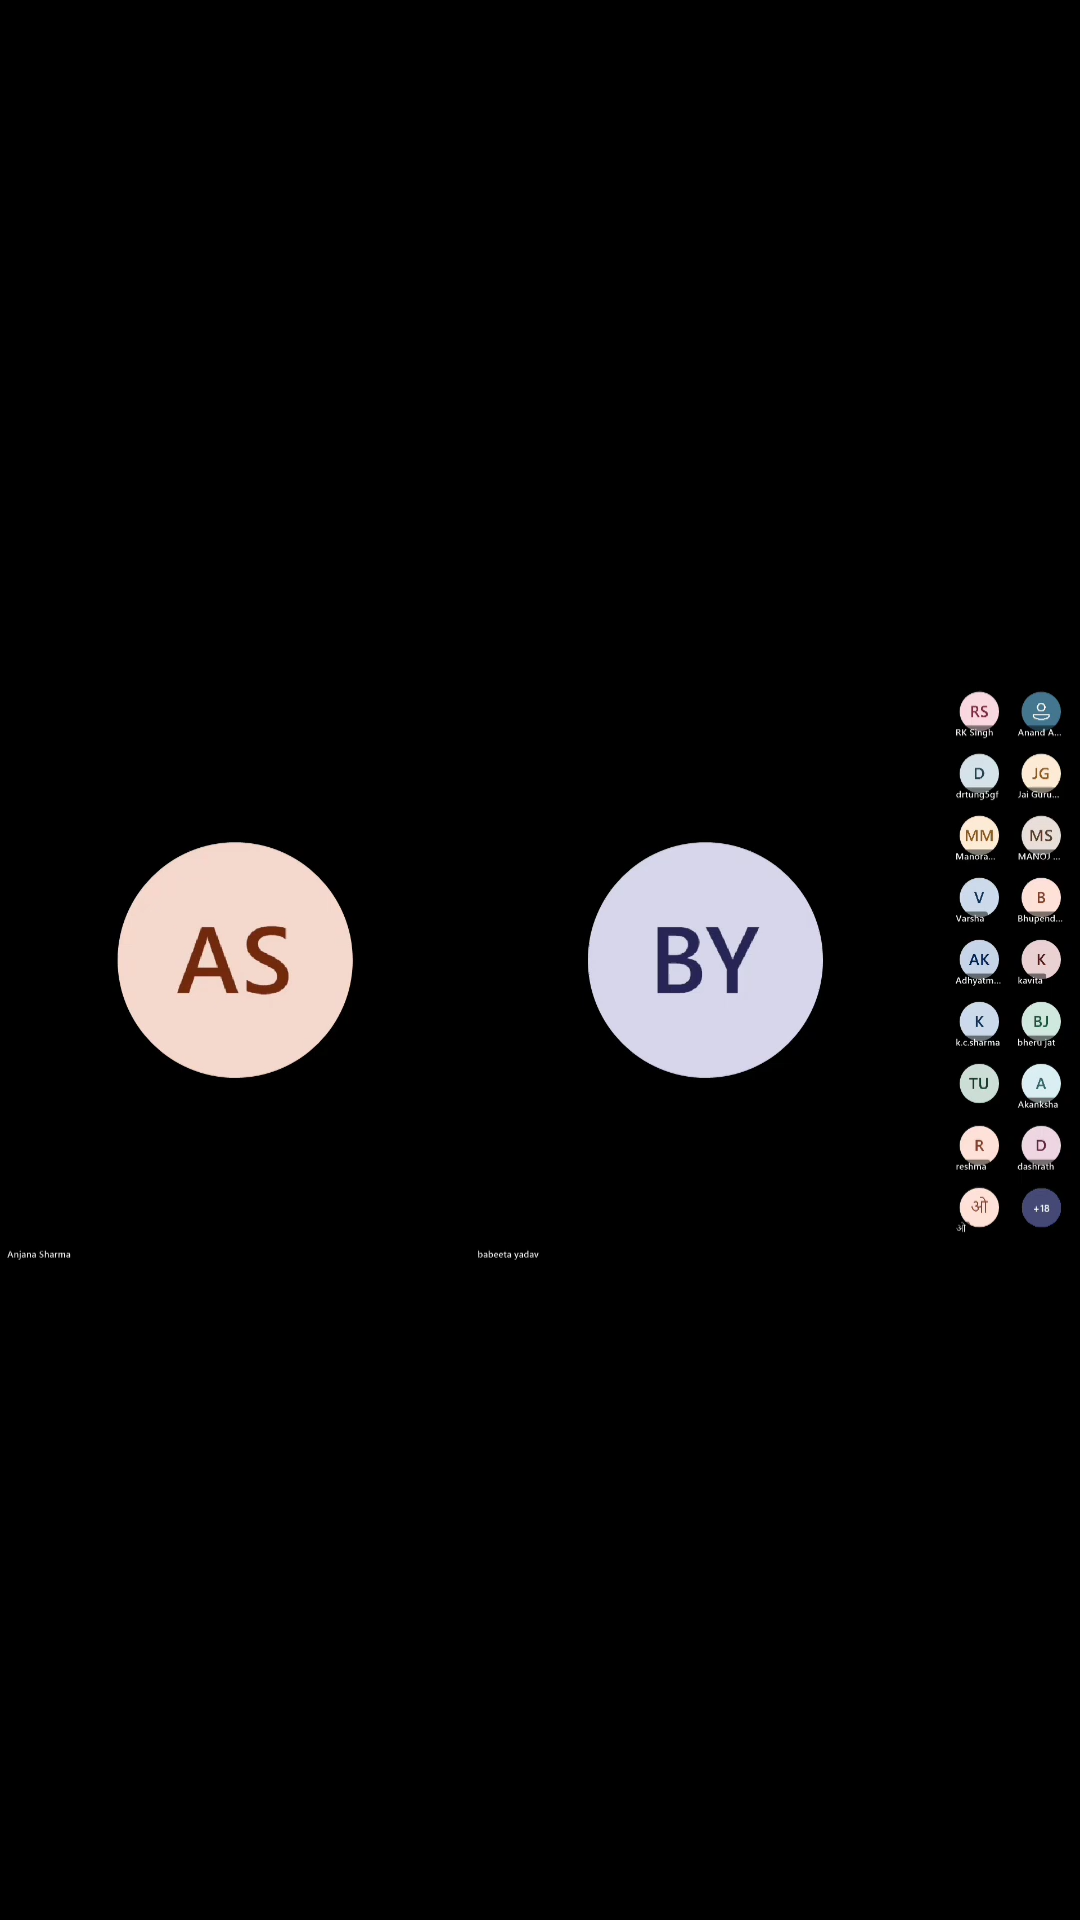 RS
RK Singh
Anand A...
D
drtung5gf
JG
Jai Guru...
MM
Manora...
MS
MANOJ ...
V
Varsha
B
Bhupend...
AS
BY
AK
Adhyatm...
K
kavita
K
k.c.sharma
BJ
bheru jat
TU
A
Akanksha
R
reshma
D
dashrath
ओ
ओ
+18
Anjana Sharma
babeeta yadav